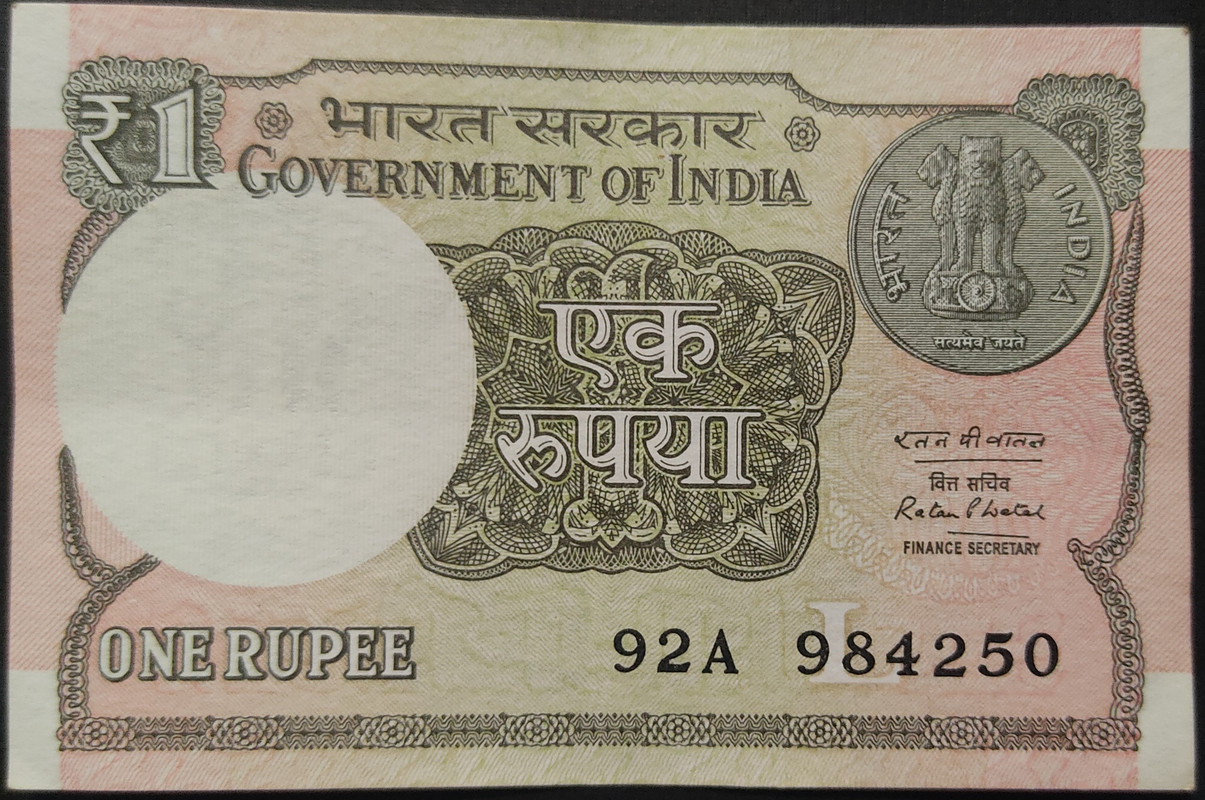 ₹1
भारत सरकार
GOVERNMENT OF INDIA
भारत
INDIA
सत्यमेव जयते
एक
रुपया
रतन पी वातल
वित्त सचिव
Ratan P Watal
FINANCE SECRETARY
ONE RUPEE
92A 984250
L